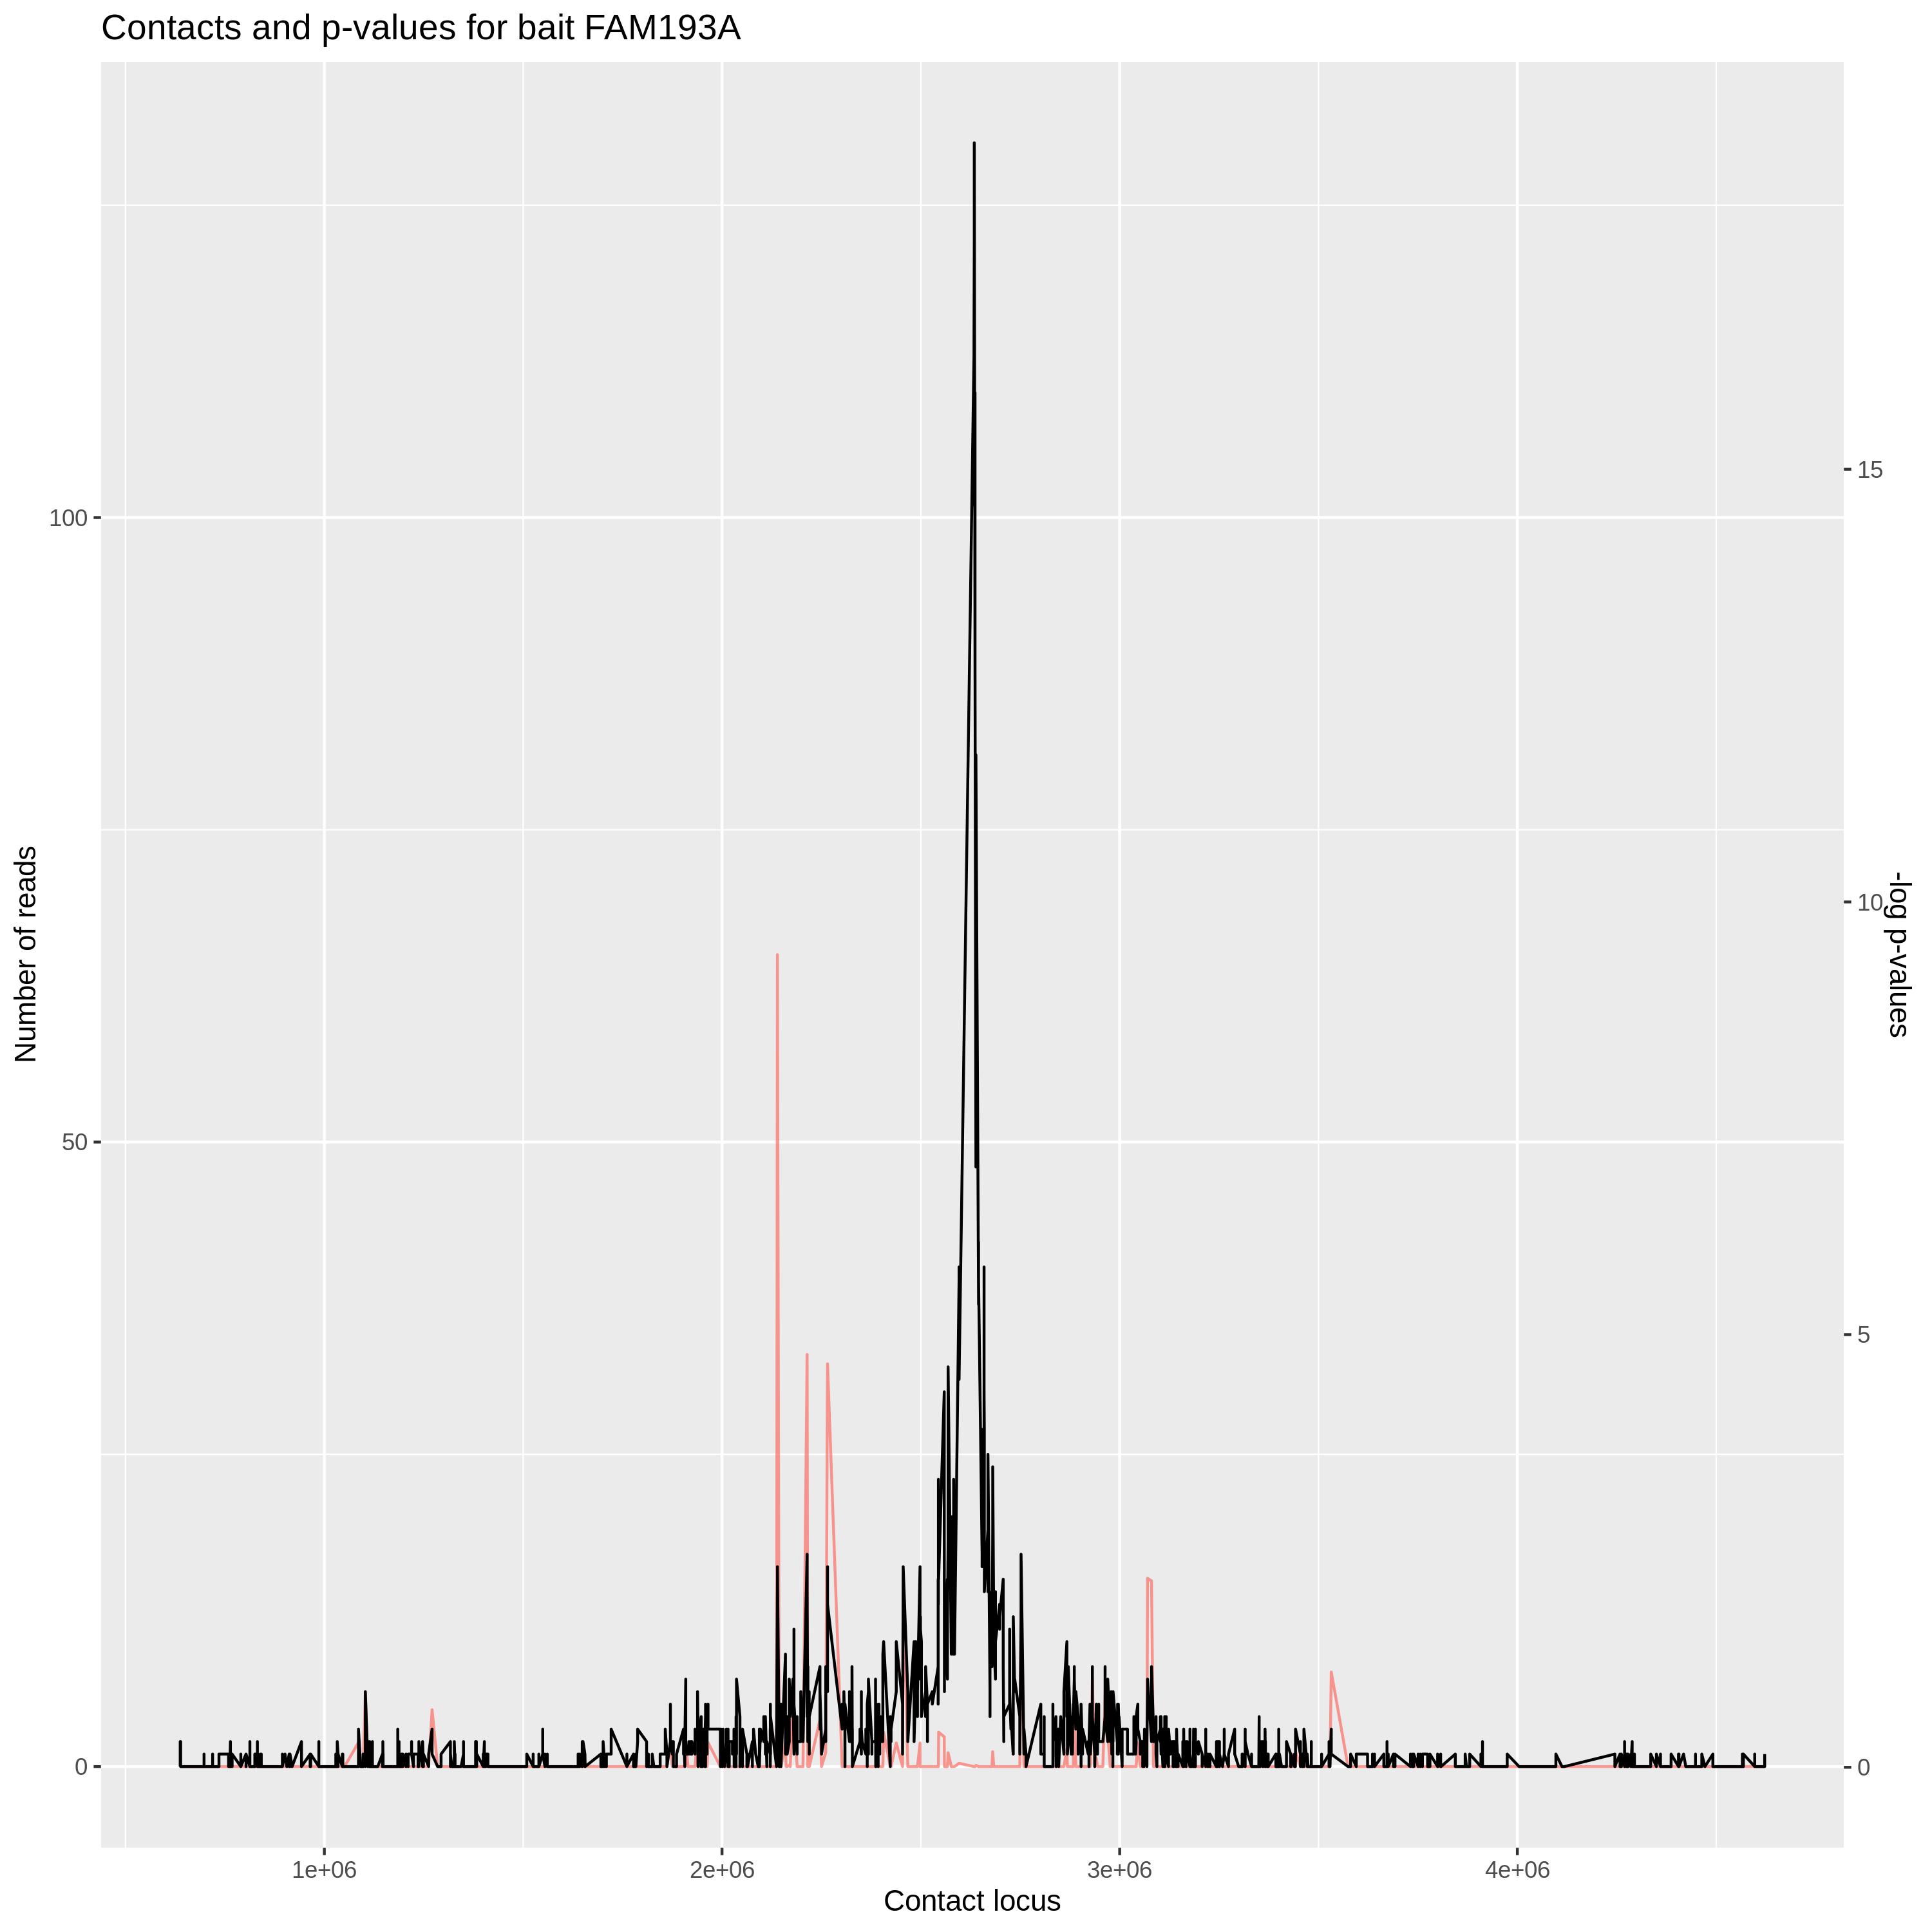 Contacts and p-values for bait FAM193A
Number of reads
100
50
0
15
10
5
0
-log p-values
1e+06 2e+06 3e+06 4e+06
Contact locus